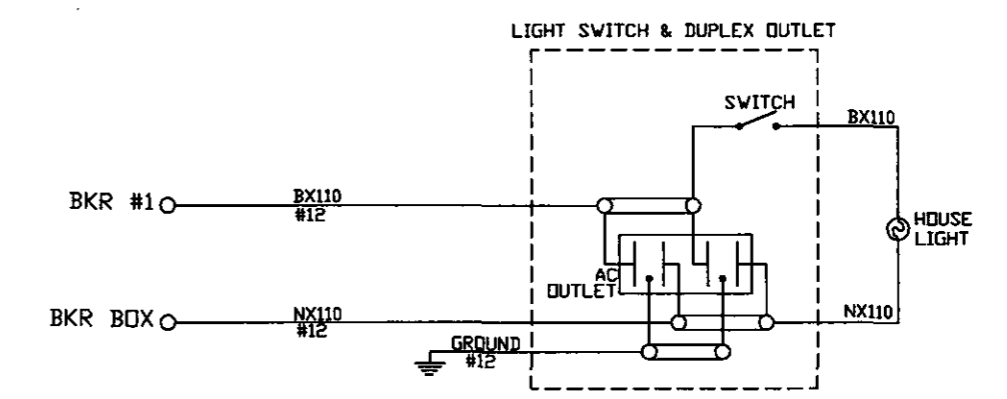 LIGHT SWITCH & DUPLEX OUTLET
SWITCH
BX110
BKR #1
BX110
#12
HOUSE
LIGHT
AC
OUTLET
BKR BOX
NX110
#12
NX110
GROUND
#12